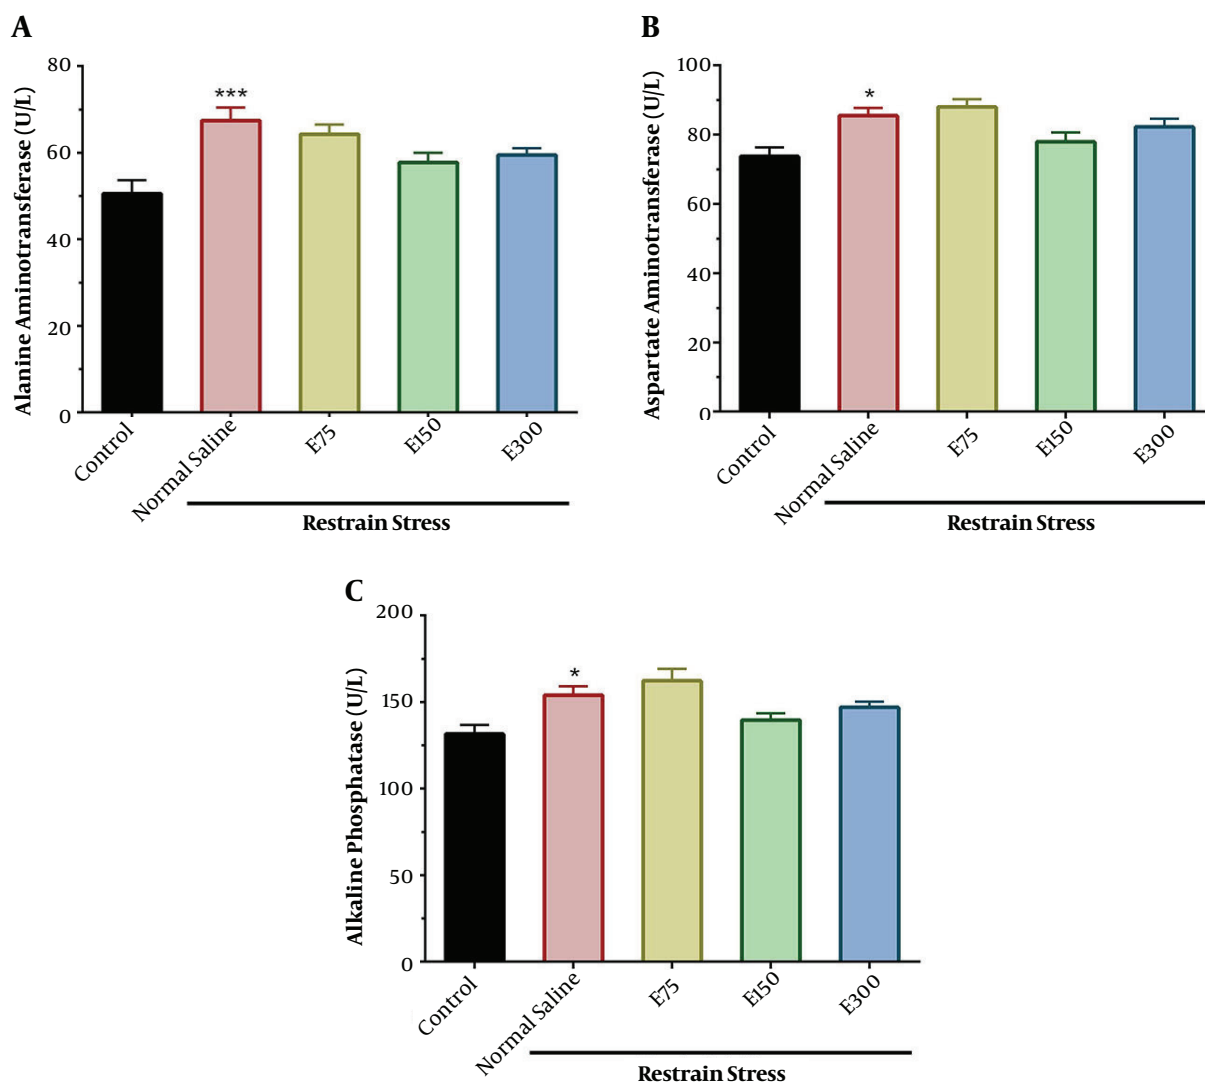 A
Alanine Aminotransferase (U/L)
80
60
40
20
0
***
Control
Normal Saline
E75
E150
E300
Restrain Stress
B
Aspartate Aminotransferase (U/L)
100
80
60
40
20
0
*
Control
Normal Saline
E75
E150
E300
Restrain Stress
C
Alkaline Phosphatase (U/L)
200
150
100
50
0
*
Control
Normal Saline
E75
E150
E300
Restrain Stress